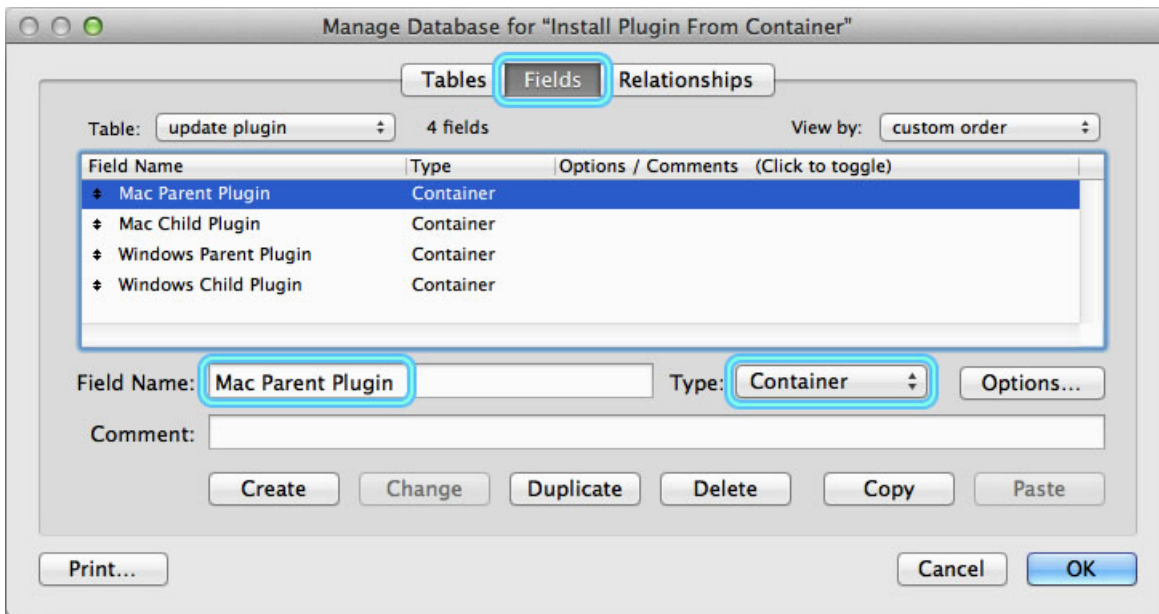 Manage Database for “Install Plugin From Container”
Tables Fields Relationships
Table: update plugin 4 fields View by: custom order
Field Name Type Options / Comments (Click to toggle)
Mac Parent Plugin Container
Mac Child Plugin Container
Windows Parent Plugin Container
Windows Child Plugin Container
Field Name: Mac Parent Plugin Type: Container Options...
Comment:
Create Change Duplicate Delete Copy Paste
Print... Cancel OK